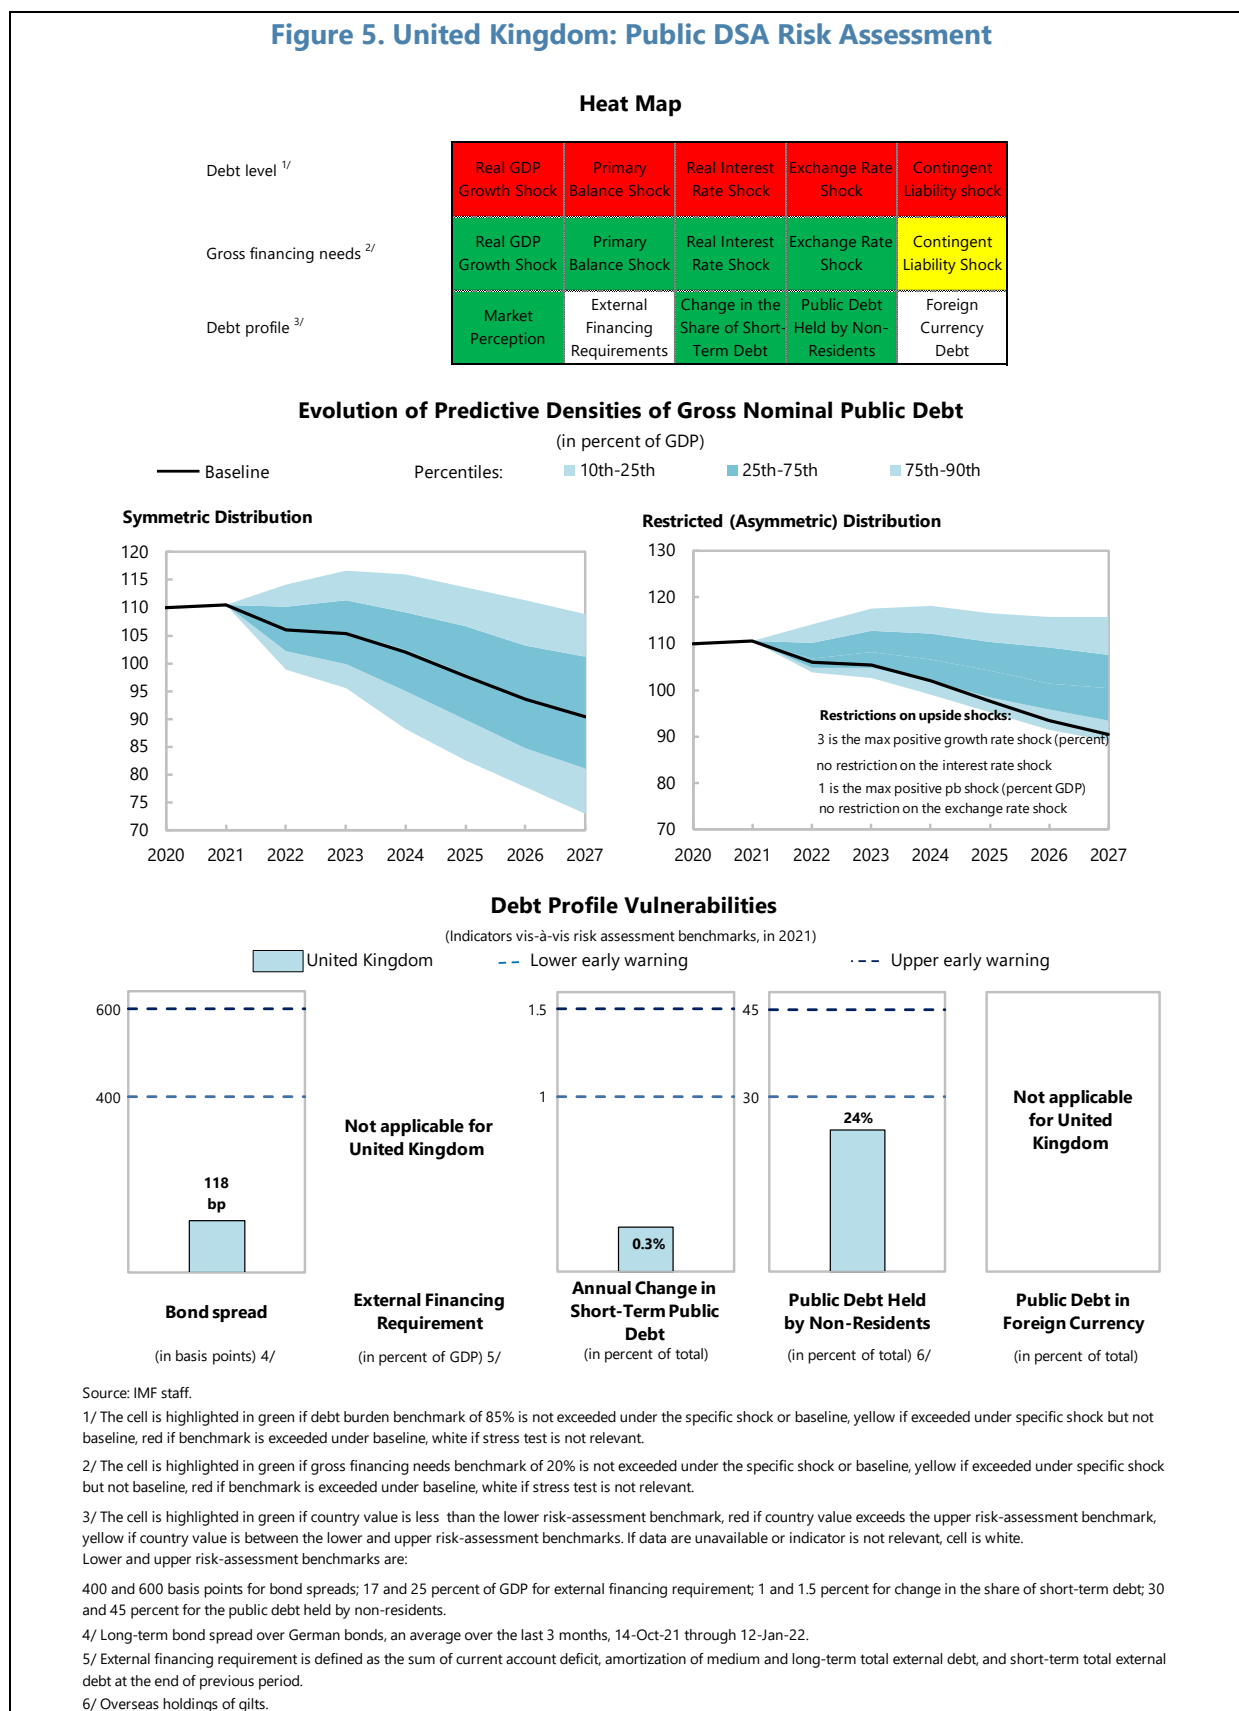 Figure 5. United Kingdom: Public DSA Risk Assessment
Heat Map
Debt level 1/
Real GDP Growth Shock
Primary Balance Shock
Real Interest Rate Shock
Exchange Rate Shock
Contingent Liability shock
Gross financing needs 2/
Real GDP Growth Shock
Primary Balance Shock
Real Interest Rate Shock
Exchange Rate Shock
Contingent Liability Shock
Debt profile 3/
Market Perception
External Financing Requirements
Change in the Share of Short-Term Debt
Public Debt Held by Non-Residents
Foreign Currency Debt
Evolution of Predictive Densities of Gross Nominal Public Debt
(in percent of GDP)
Baseline
Percentiles:
10th-25th
25th-75th
75th-90th
Symmetric Distribution
120
115
110
105
100
95
90
85
80
75
70
2020 2021 2022 2023 2024 2025 2026 2027
Restricted (Asymmetric) Distribution
130
120
110
100
90
80
70
Restrictions on upside shocks:
3 is the max positive growth rate shock (percent)
no restriction on the interest rate shock
1 is the max positive pb shock (percent GDP)
no restriction on the exchange rate shock
2020 2021 2022 2023 2024 2025 2026 2027
Debt Profile Vulnerabilities
(Indicators vis-à-vis risk assessment benchmarks, in 2021)
United Kingdom
Lower early warning
Upper early warning
600
400
118
bp
Bond spread
(in basis points) 4/
Not applicable for
United Kingdom
External Financing
Requirement
(in percent of GDP) 5/
1.5
1
0.3%
Annual Change in
Short-Term Public
Debt
(in percent of total)
45
30
24%
Public Debt Held
by Non-Residents
(in percent of total) 6/
Not applicable
for United
Kingdom
Public Debt in
Foreign Currency
(in percent of total)
Source: IMF staff.
1/ The cell is highlighted in green if debt burden benchmark of 85% is not exceeded under the specific shock or baseline, yellow if exceeded under specific shock but not
baseline, red if benchmark is exceeded under baseline, white if stress test is not relevant.
2/ The cell is highlighted in green if gross financing needs benchmark of 20% is not exceeded under the specific shock or baseline, yellow if exceeded under specific shock
but not baseline, red if benchmark is exceeded under baseline, white if stress test is not relevant.
3/ The cell is highlighted in green if country value is less than the lower risk-assessment benchmark, red if country value exceeds the upper risk-assessment benchmark,
yellow if country value is between the lower and upper risk-assessment benchmarks. If data are unavailable or indicator is not relevant, cell is white.
Lower and upper risk-assessment benchmarks are:
400 and 600 basis points for bond spreads; 17 and 25 percent of GDP for external financing requirement; 1 and 1.5 percent for change in the share of short-term debt; 30
and 45 percent for the public debt held by non-residents.
4/ Long-term bond spread over German bonds, an average over the last 3 months, 14-Oct-21 through 12-Jan-22.
5/ External financing requirement is defined as the sum of current account deficit, amortization of medium and long-term total external debt, and short-term total external
debt at the end of previous period.
6/ Overseas holdings of gilts.